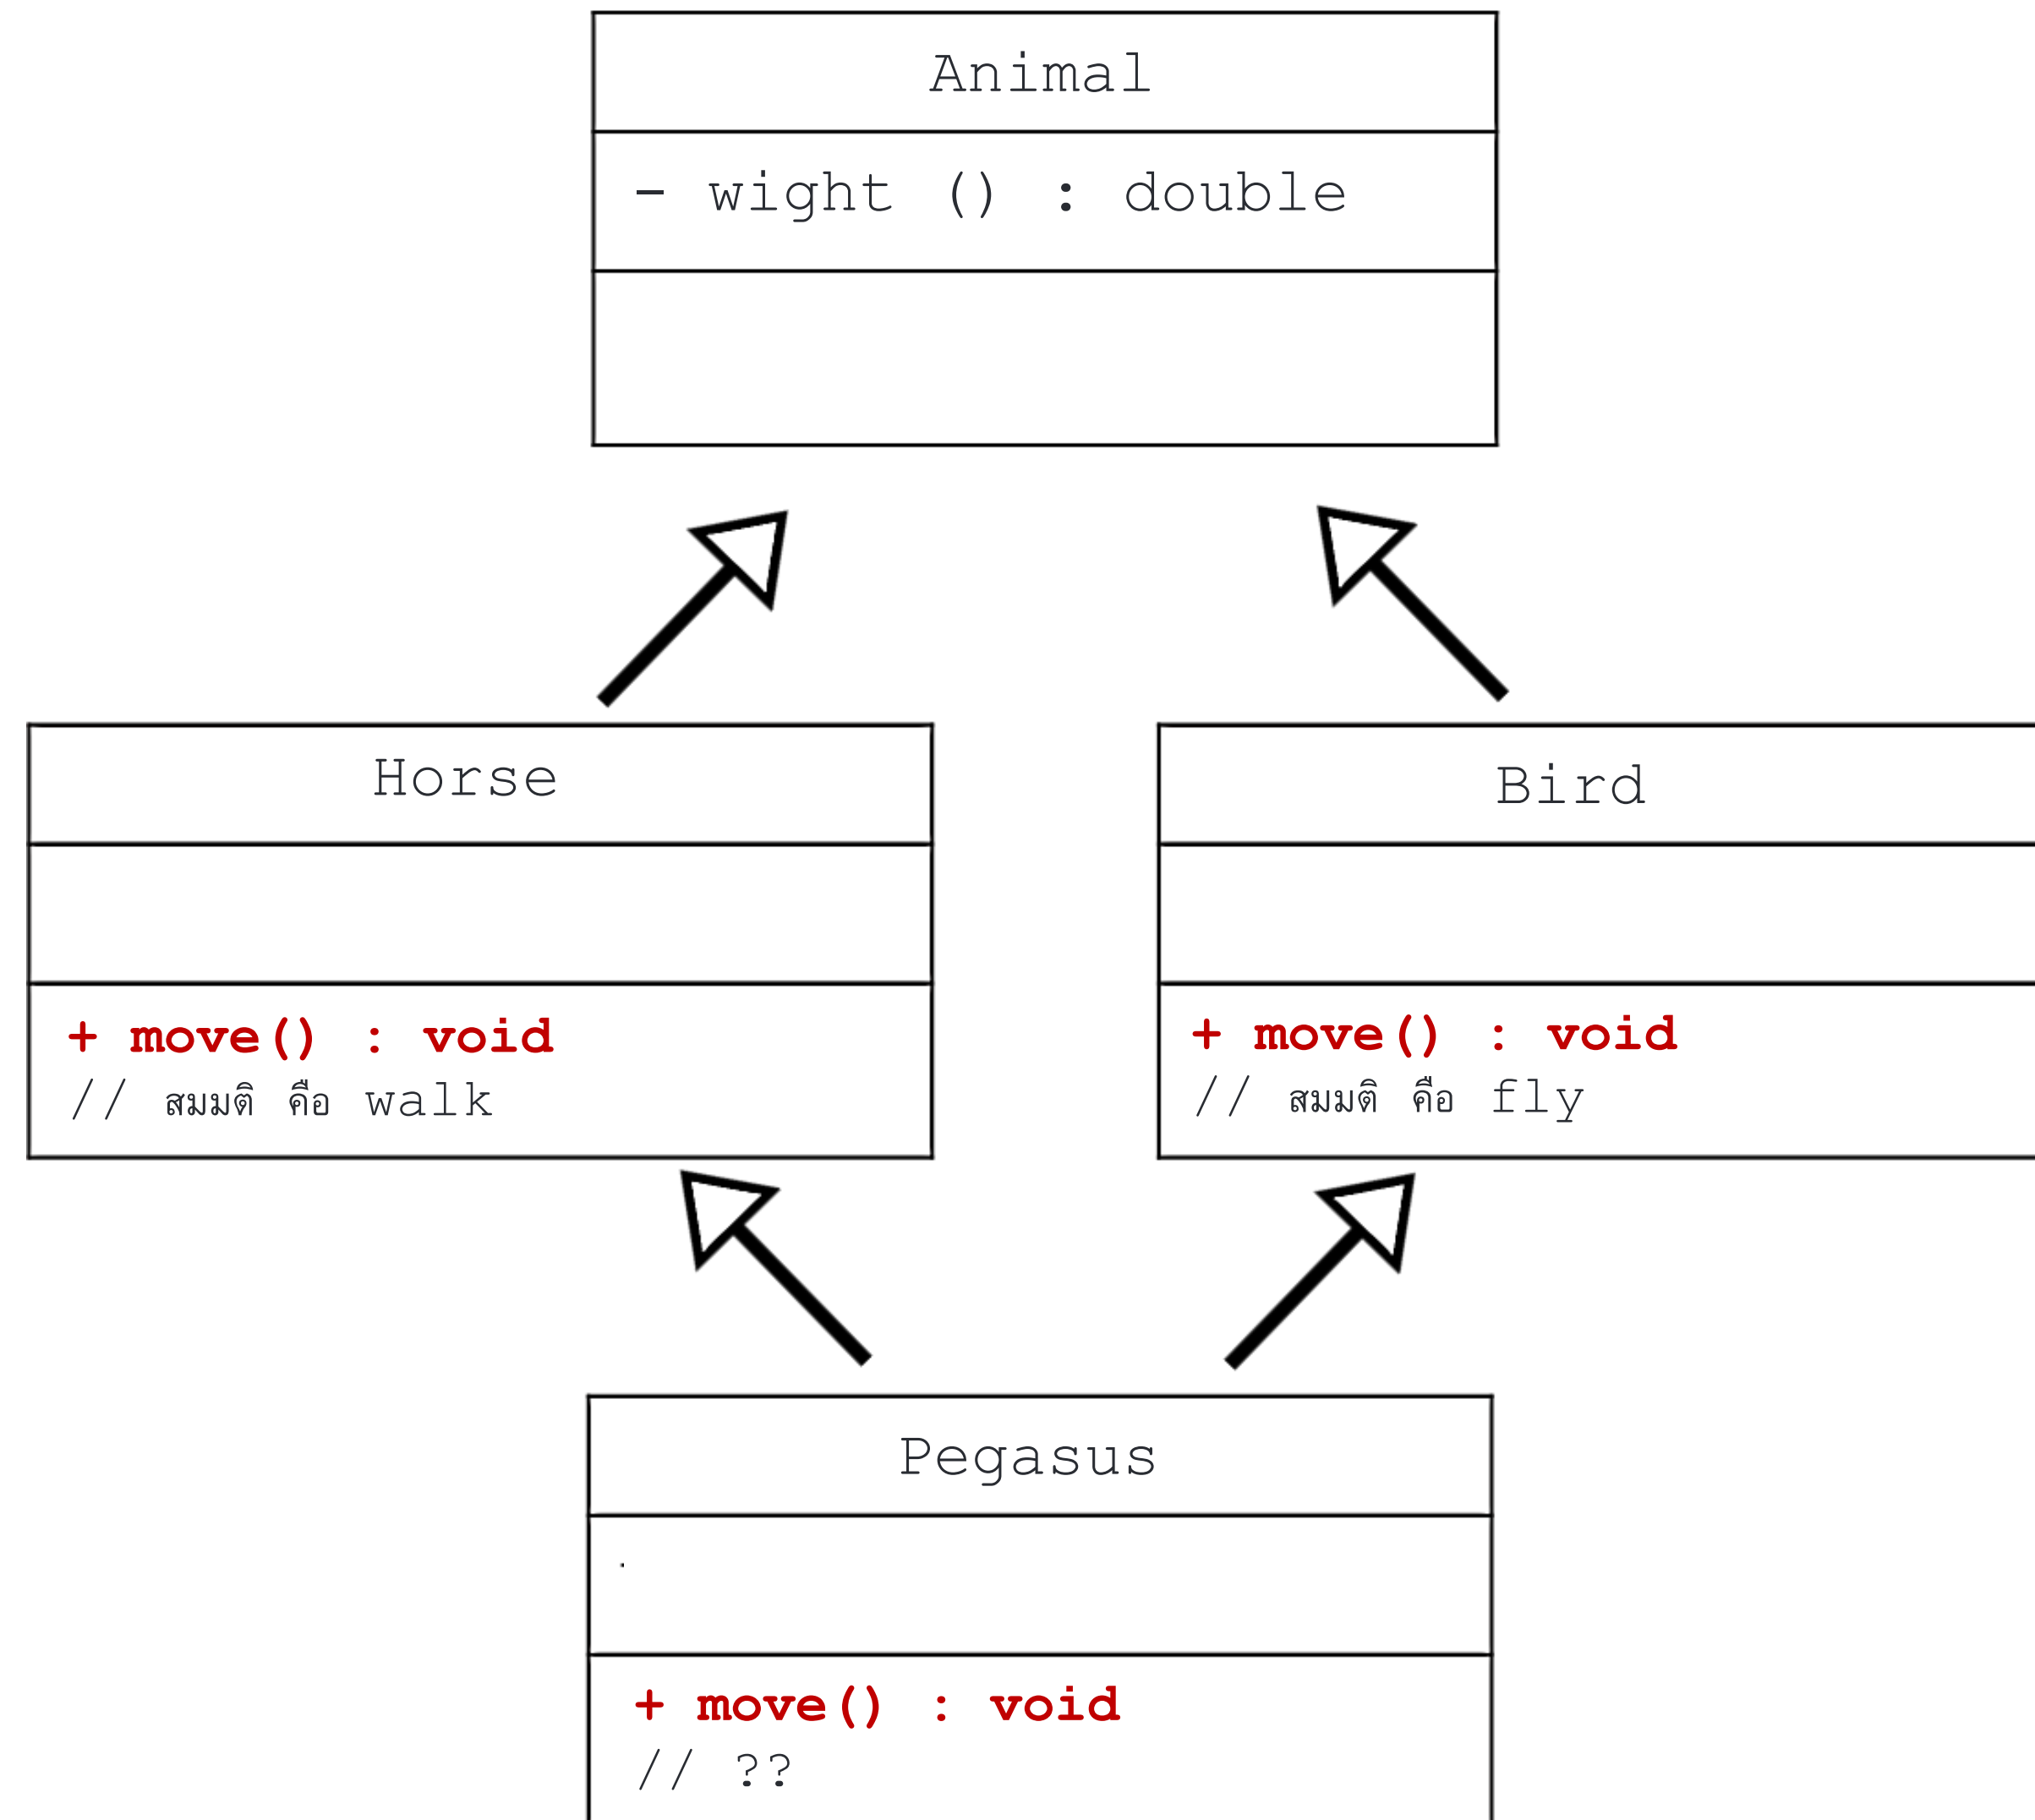 Animal
- wight () : double
Horse
Bird
+ move() : void
// สมมติ คือ walk
+ move() : void
// สมมติ คือ fly
Pegasus
+ move() : void
// ??